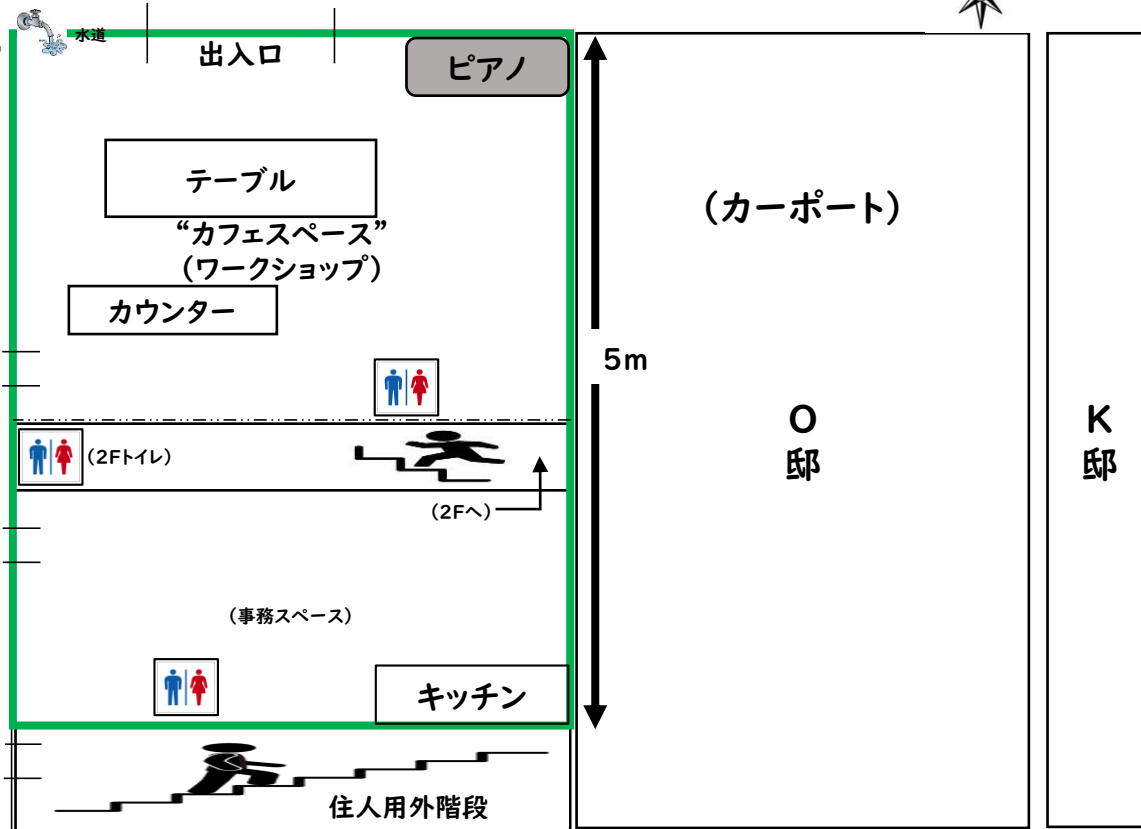 水道
出入口
ピアノ
テーブル
“カフェスペース”
(ワークショップ)
カウンター
(カーポート)
5m
O
邸
K
邸
(2Fトイレ)
(2Fへ)
(事務スペース)
キッチン
住人用外階段